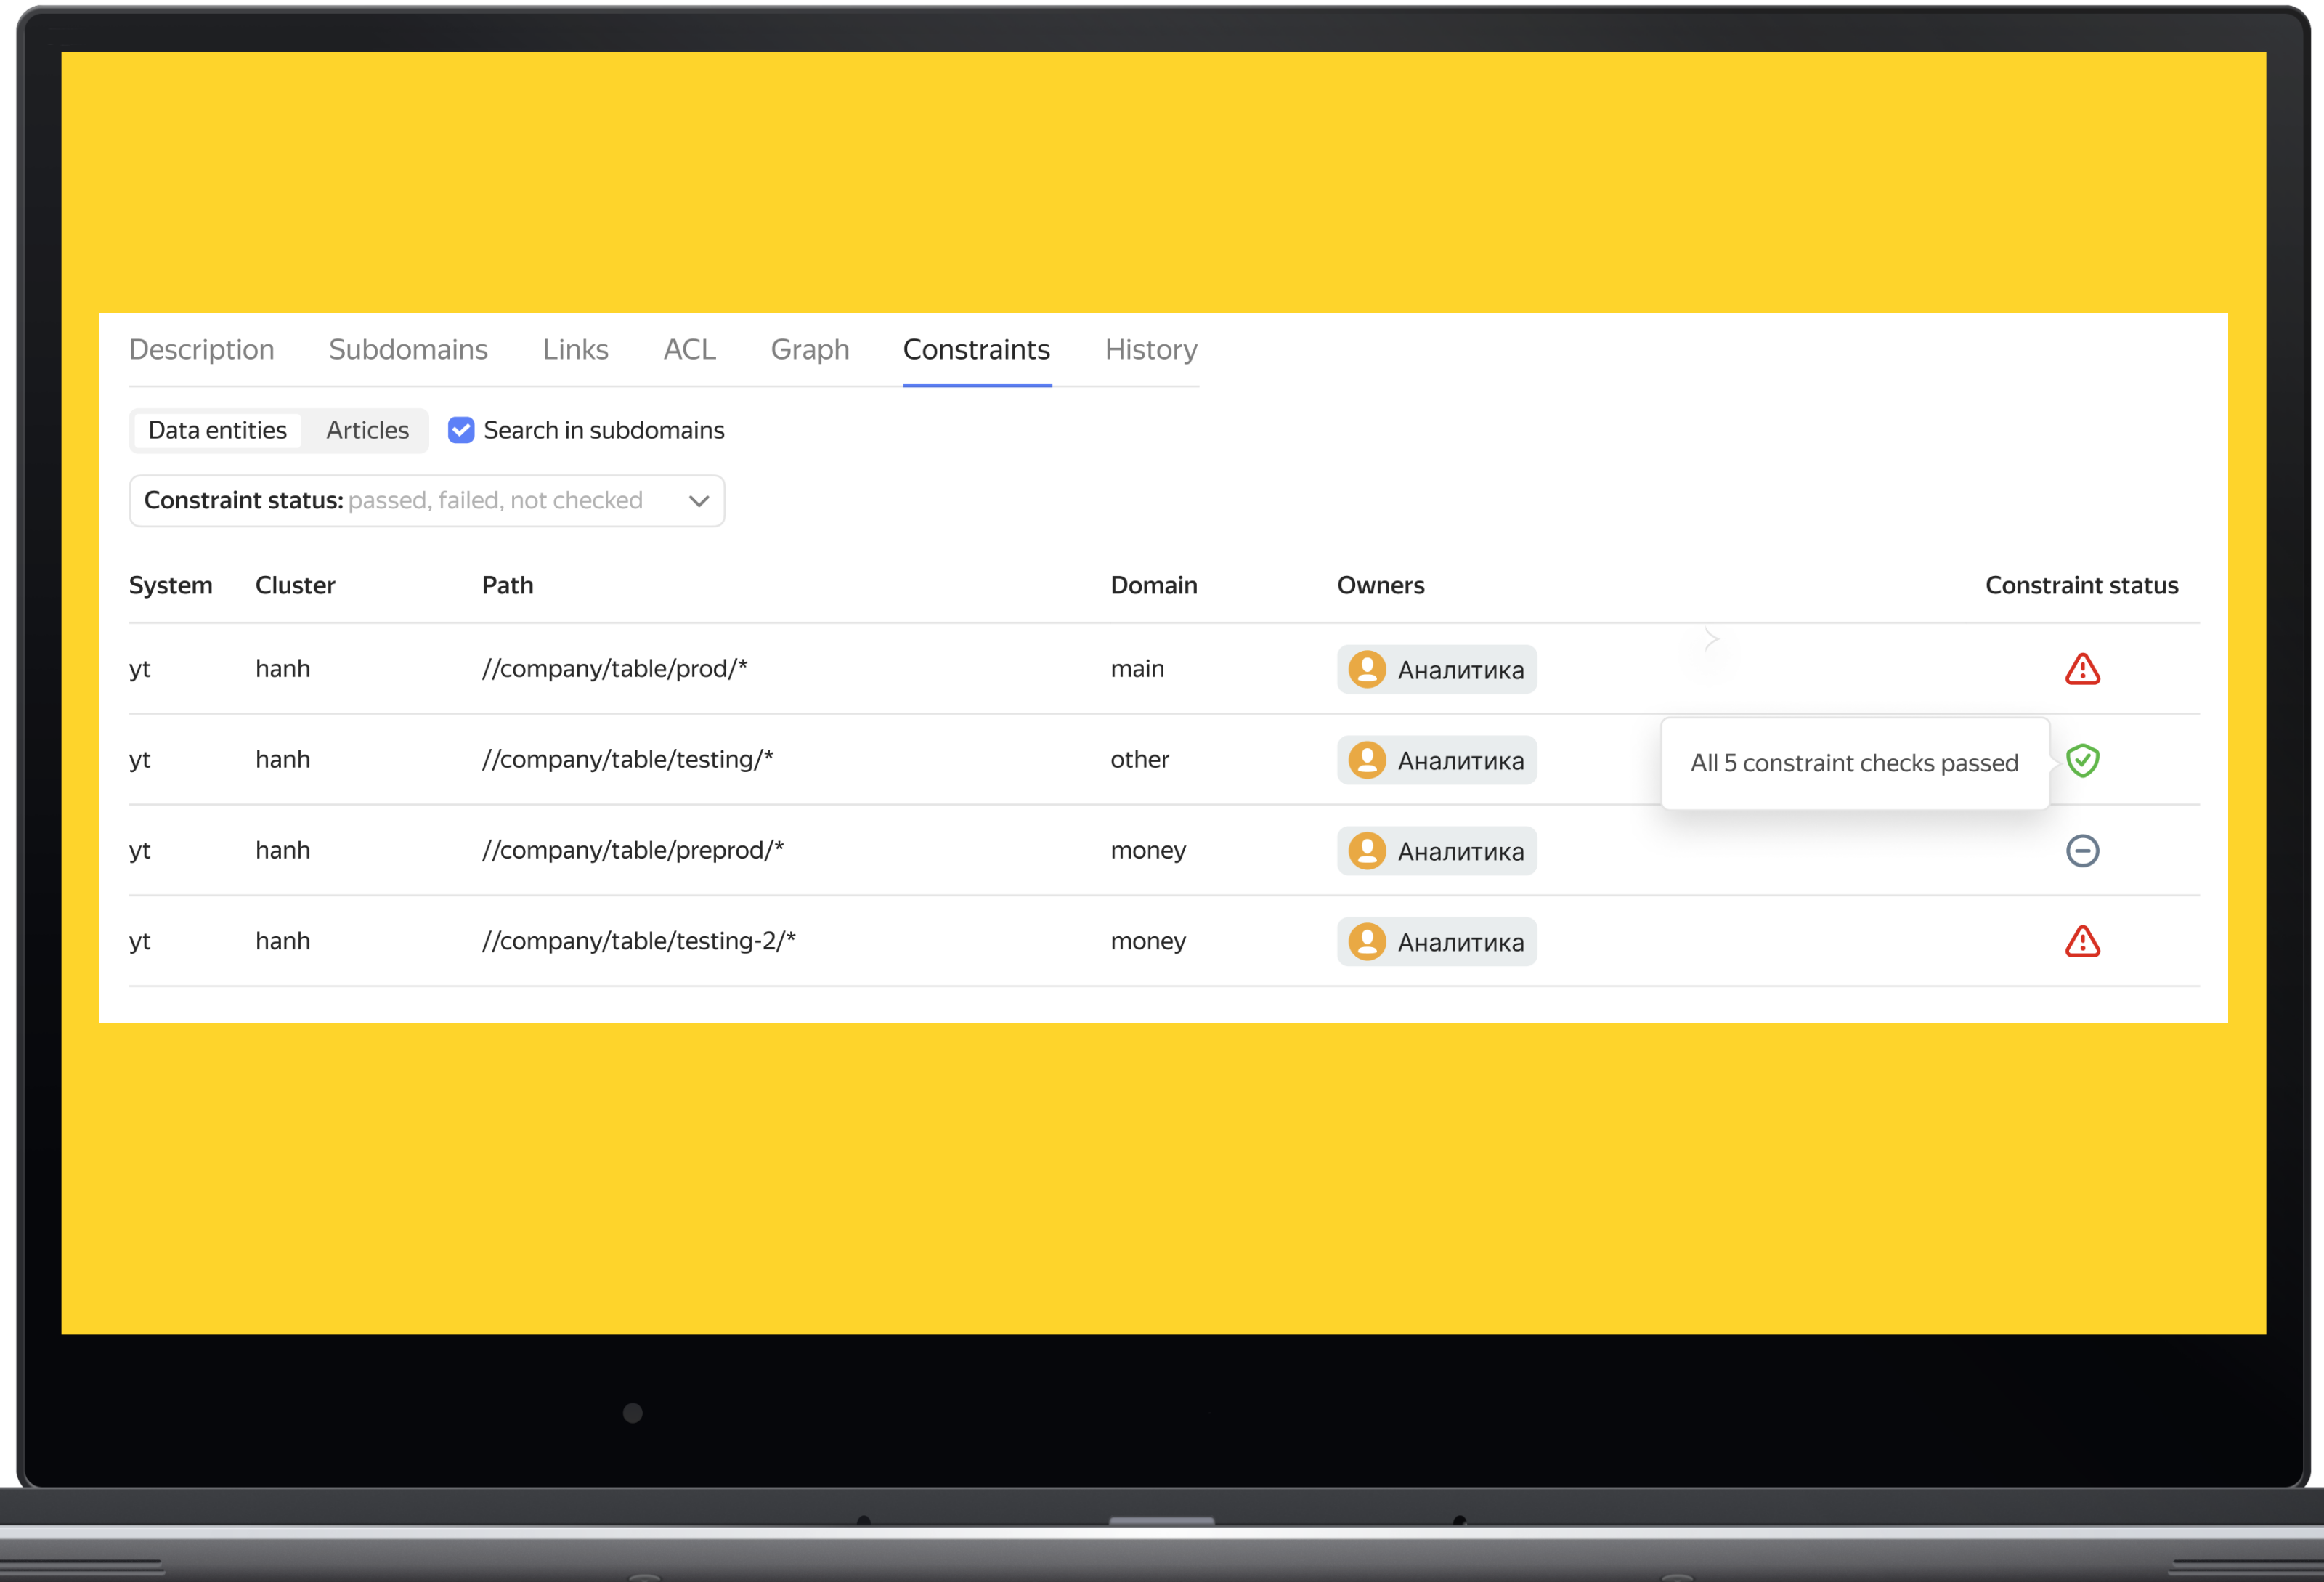 Description Subdomains Links ACL Graph Constraints History
Data entities Articles Search in subdomains
Constraint status: passed, failed, not checked
System Cluster Path Domain Owners Constraint status
yt hanh //company/table/prod/* main Аналитика
yt hanh //company/table/testing/* other Аналитика All 5 constraint checks passed
yt hanh //company/table/preprod/* money Аналитика
yt hanh //company/table/testing-2/* money Аналитика